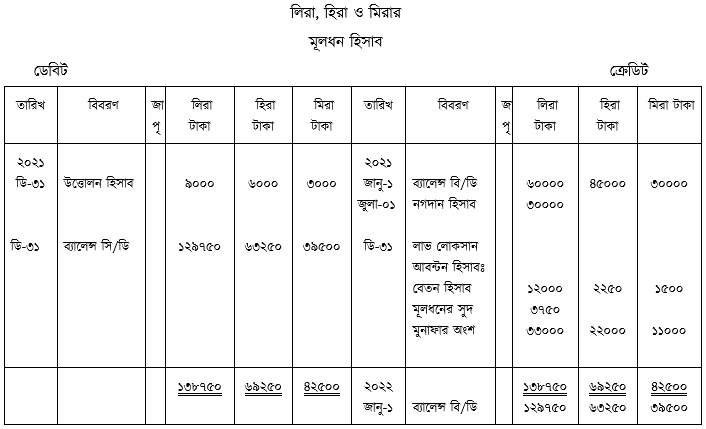 লিরা, হিরা ও মিরার
মূলধন হিসাব
ডেবিট ক্রেডিট
তারিখ বিবরণ জা লিরা হিরা মিরা তারিখ বিবরণ জা লিরা হিরা মিরা টাকা
পৃ টাকা টাকা টাকা পৃ টাকা টাকা
২০২১ ২০২১
ডি-৩১ উত্তোলন হিসাব ৯০০০ ৬০০০ ৩০০০ জানু-১ ব্যালেন্স বি/ডি ৬০০০০ ৪৫০০০ ৩০০০০
জুলা-০১ নগদান হিসাব ৩০০০০
ডি-৩১ ব্যালেন্স সি/ডি ১২৯৭৫০ ৬৩২৫০ ৩৯৫০০ ডি-৩১ লাভ লোকসান
আবন্টন হিসাবঃ
বেতন হিসাব ১২০০০ ২২৫০ ১৫০০
মূলধনের সুদ ৩৭৫০
মুনাফার অংশ ৩৩০০০ ২২০০০ ১১০০০
১৩৮৭৫০ ৬৯২৫০ ৪২৫০০ ২০২২ ১৩৮৭৫০ ৬৯২৫০ ৪২৫০০
জানু-১ ব্যালেন্স বি/ডি ১২৯৭৫০ ৬৩২৫০ ৩৯৫০০